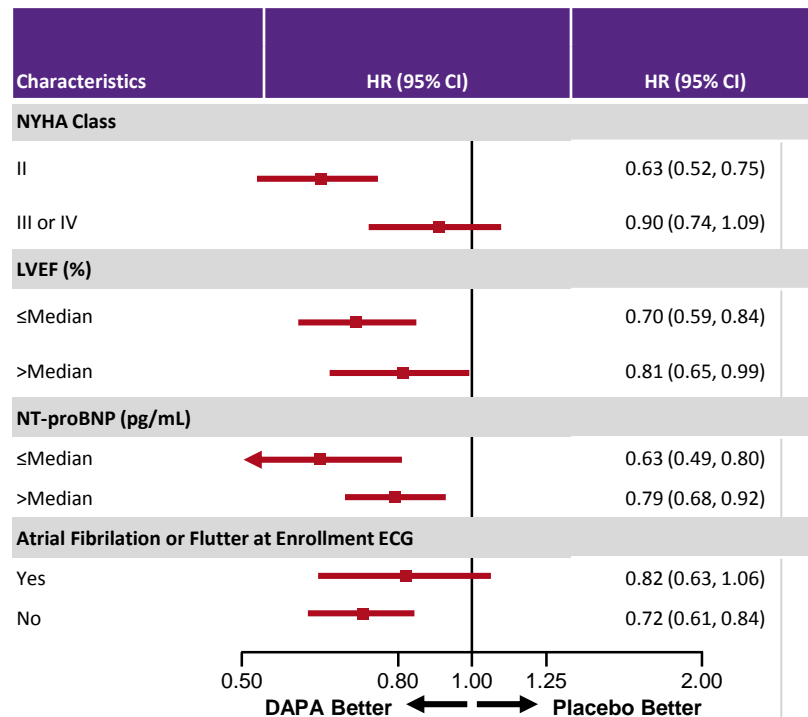 Characteristics HR (95% CI) HR (95% CI)
NYHA Class
II 0.63 (0.52, 0.75)
III or IV 0.90 (0.74, 1.09)
LVEF (%)
≤Median 0.70 (0.59, 0.84)
>Median 0.81 (0.65, 0.99)
NT-proBNP (pg/mL)
≤Median 0.63 (0.49, 0.80)
>Median 0.79 (0.68, 0.92)
Atrial Fibrilation or Flutter at Enrollment ECG
Yes 0.82 (0.63, 1.06)
No 0.72 (0.61, 0.84)
0.50 0.80 1.00 1.25 2.00
DAPA Better Placebo Better